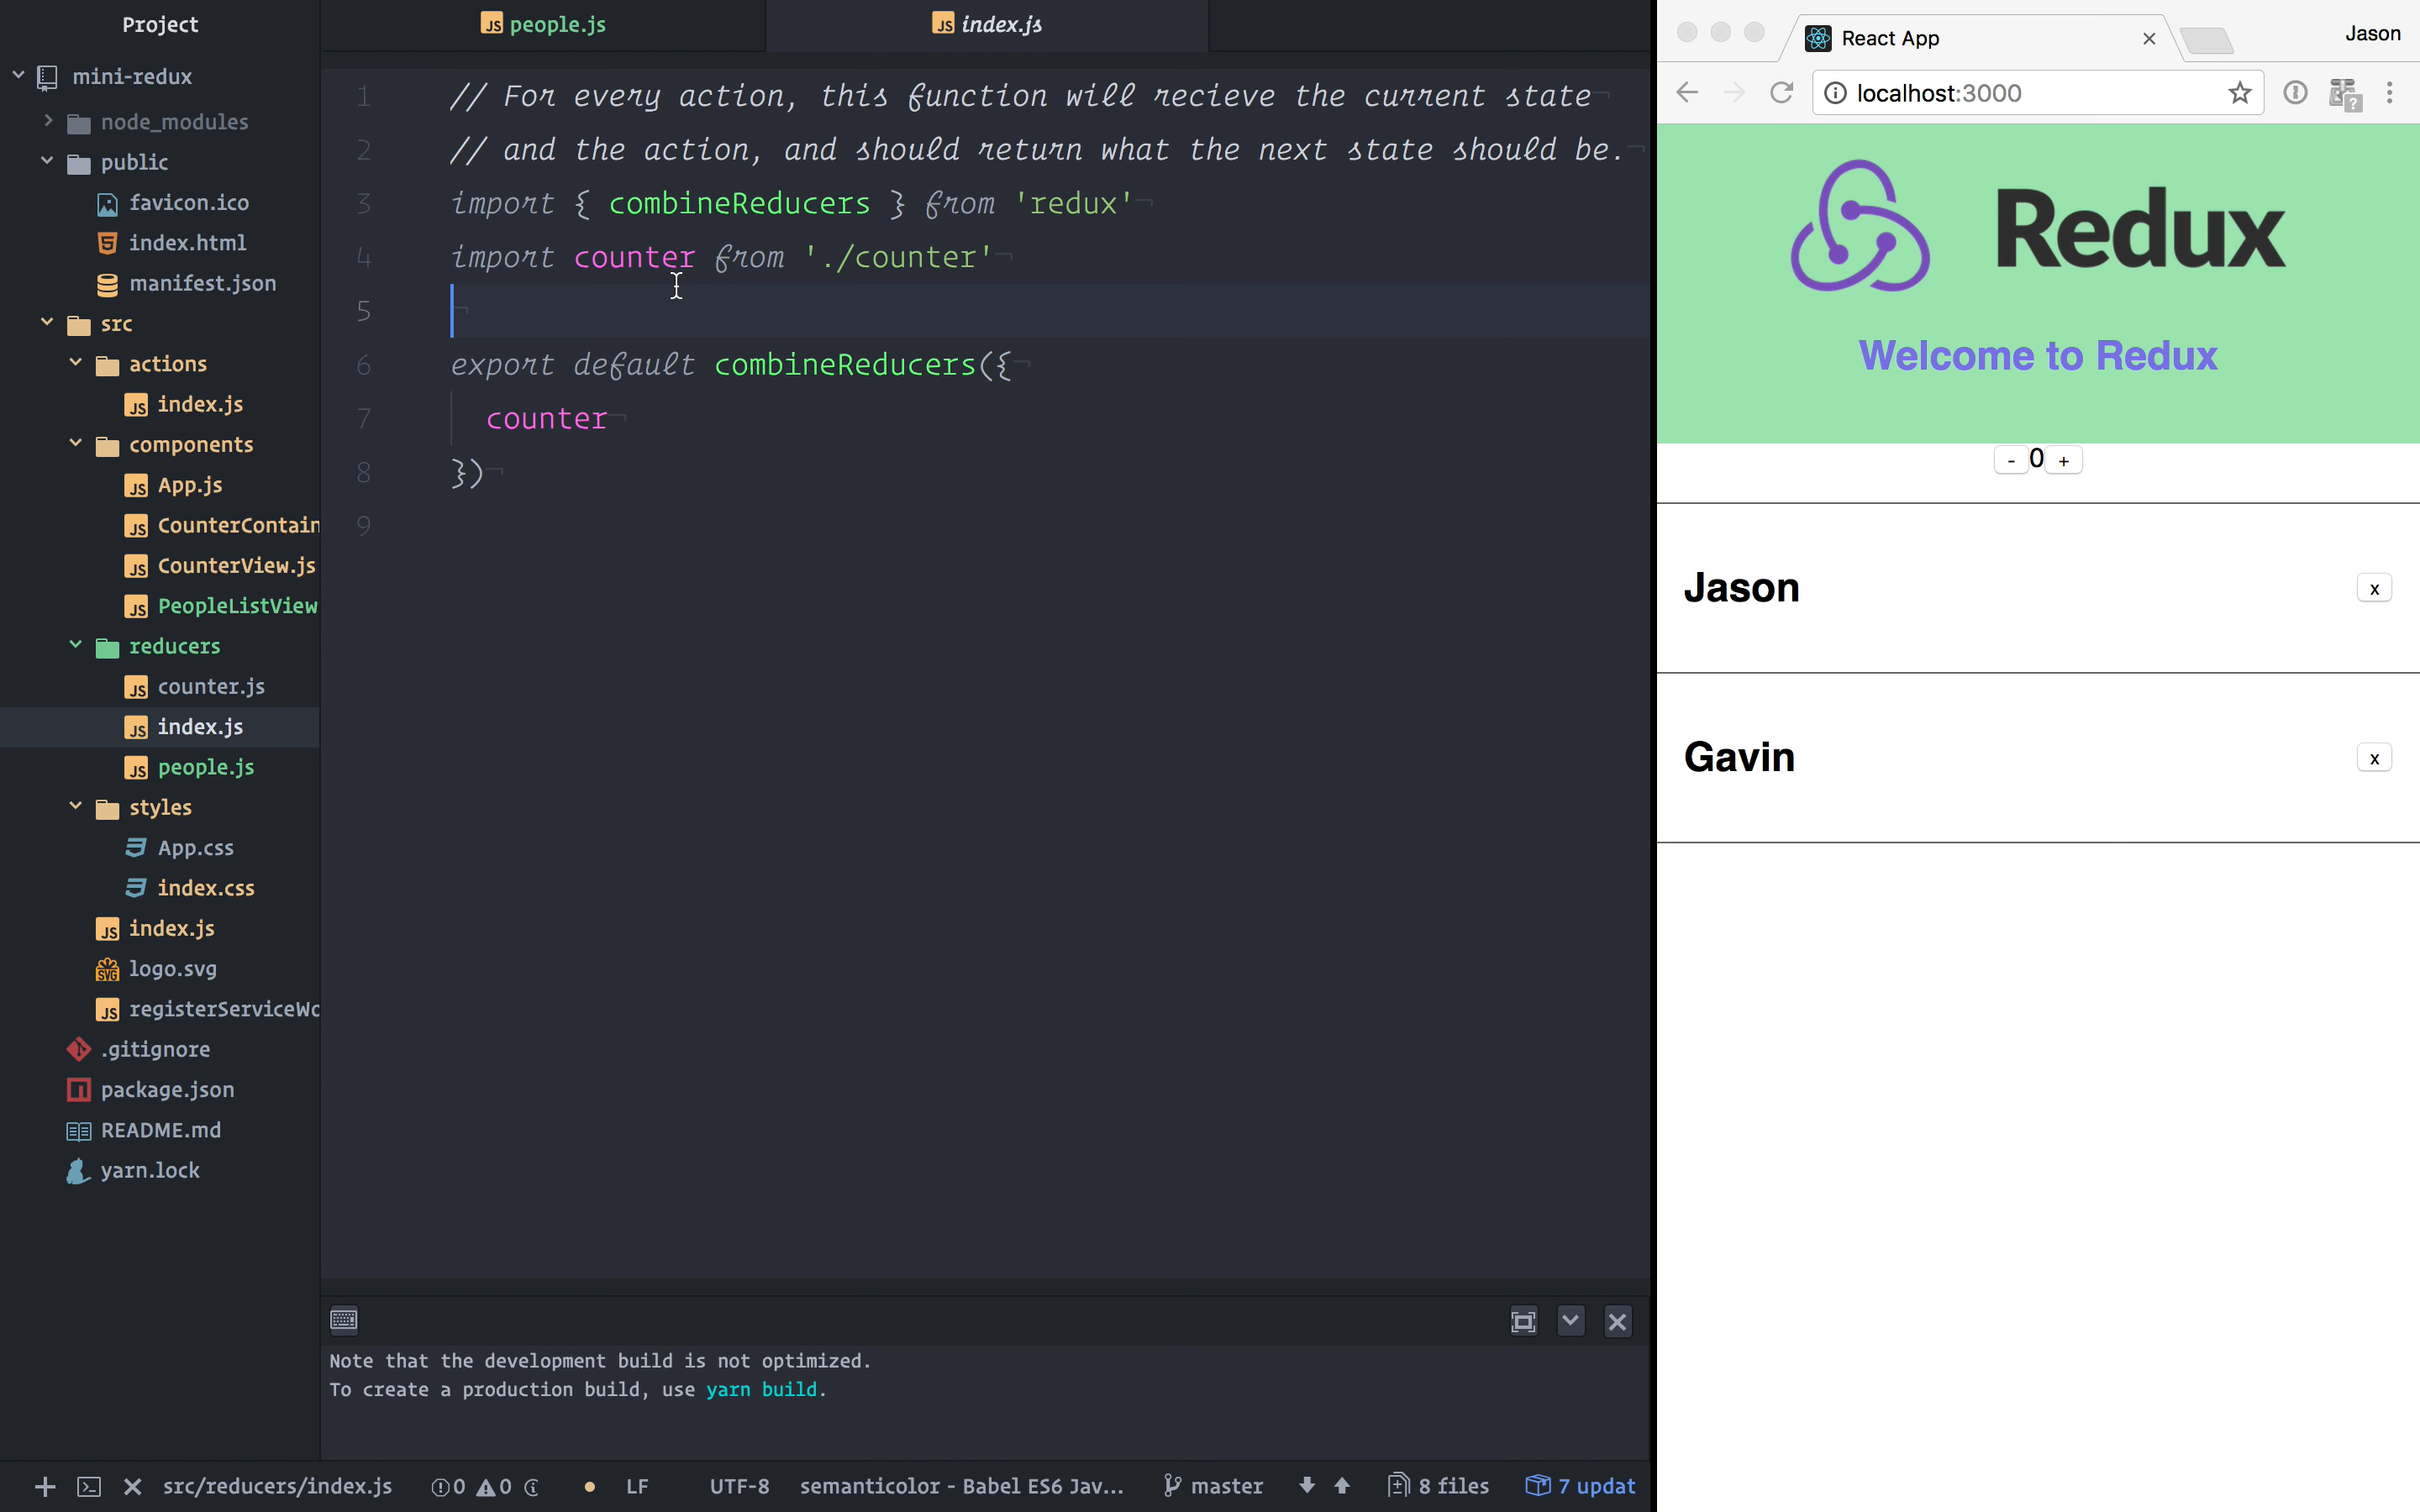 Project
mini-redux
node_modules
public
favicon.ico
index.html
manifest.json
src
actions
index.js
components
App.js
CounterContain
CounterView.js
PeopleListView
reducers
counter.js
index.js
people.js
styles
App.css
index.css
index.js
logo.svg
registerServiceWo
.gitignore
package.json
README.md
yarn.lock
people.js
index.js
1 // For every action, this function will recieve the current state
2 // and the action, and should return what the next state should be.
3 import { combineReducers } from 'redux'
4 import counter from './counter'
5
6 export default combineReducers({
7 counter
8 })
9
Note that the development build is not optimized.
To create a production build, use yarn build.
src/reducers/index.js 0 0 LF UTF-8 semanticolor - Babel ES6 Jav... master 8 files 7 updat
React App
Jason
localhost:3000
Redux
Welcome to Redux
- 0 +
Jason x
Gavin x